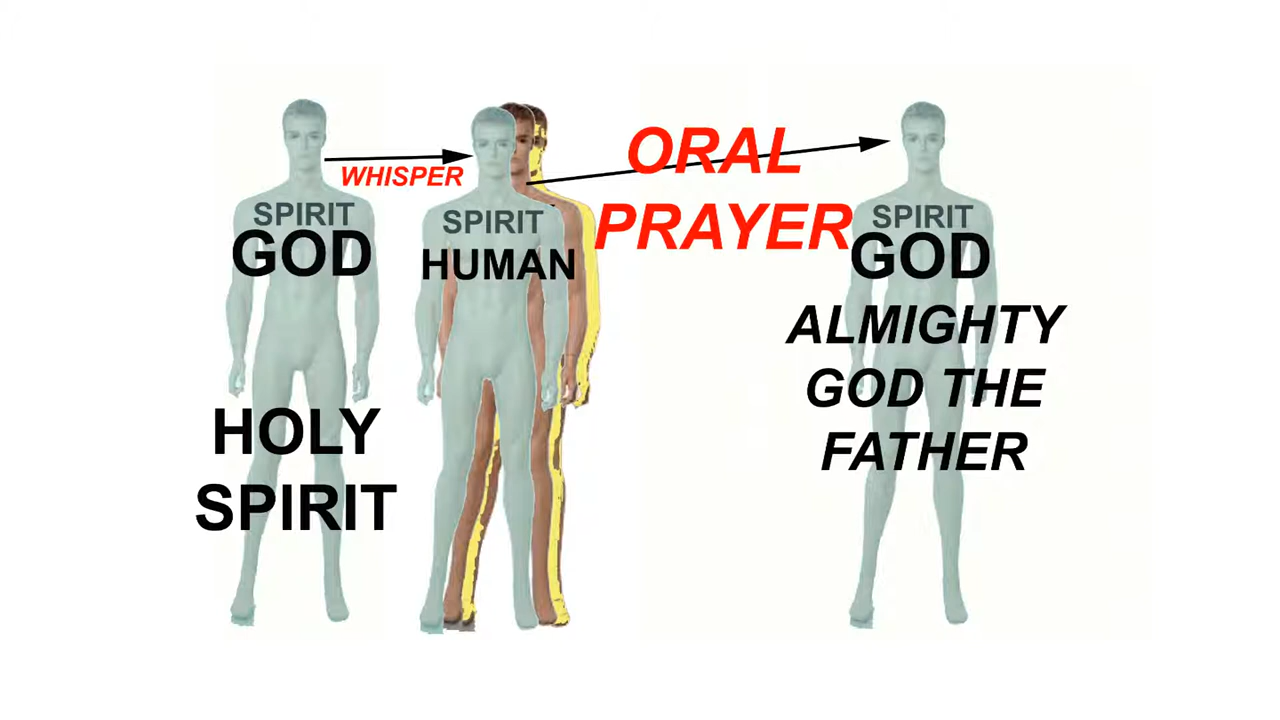 WHISPER
ORAL
PRAYER
SPIRIT
GOD
HOLY
SPIRIT
SPIRIT
HUMAN
SPIRIT
GOD
ALMIGHTY
GOD THE
FATHER